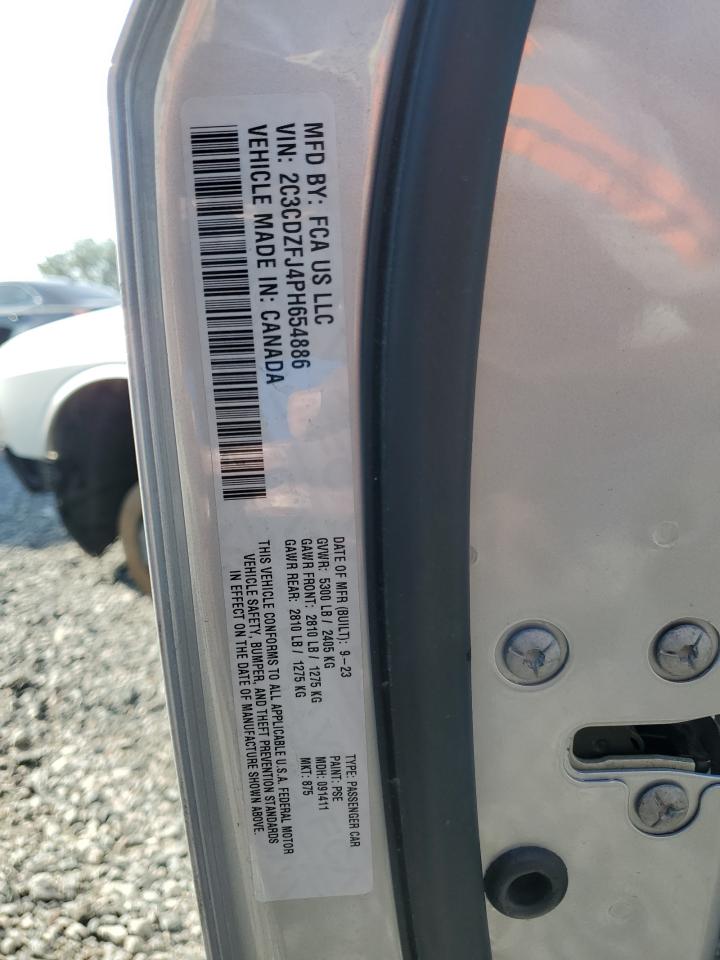 MFD BY: FCA US LLC
VIN: 2C3CDZFJ4PH654886
VEHICLE MADE IN: CANADA
DATE OF MFR (BUILT): 9-23
GVWR: 5300 LB / 2405 KG
GAWR FRONT: 2810 LB / 1275 KG
GAWR REAR: 2810 LB / 1275 KG
TYPE: PASSENGER CAR
PAINT: PSE
MDH: 091411
MKT: 875
THIS VEHICLE CONFORMS TO ALL APPLICABLE U.S.A. FEDERAL MOTOR
VEHICLE SAFETY, BUMPER, AND THEFT PREVENTION STANDARDS
IN EFFECT ON THE DATE OF MANUFACTURE SHOWN ABOVE.